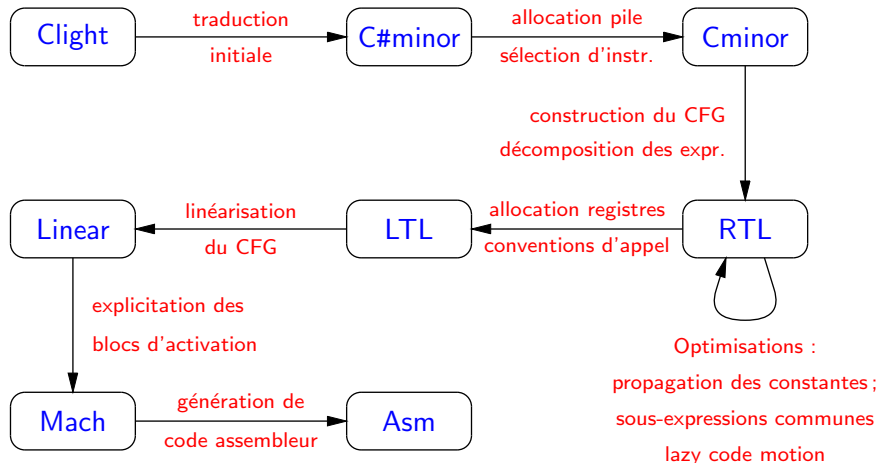 Clight
traduction
initiale
C#minor
allocation pile
sélection d'instr.
Cminor
construction du CFG
décomposition des expr.
Linear
linéarisation
du CFG
LTL
allocation registres
conventions d'appel
RTL
explicitation des
blocs d'activation
Optimisations :
propagation des constantes ;
sous-expressions communes
lazy code motion
Mach
génération de
code assembleur
Asm